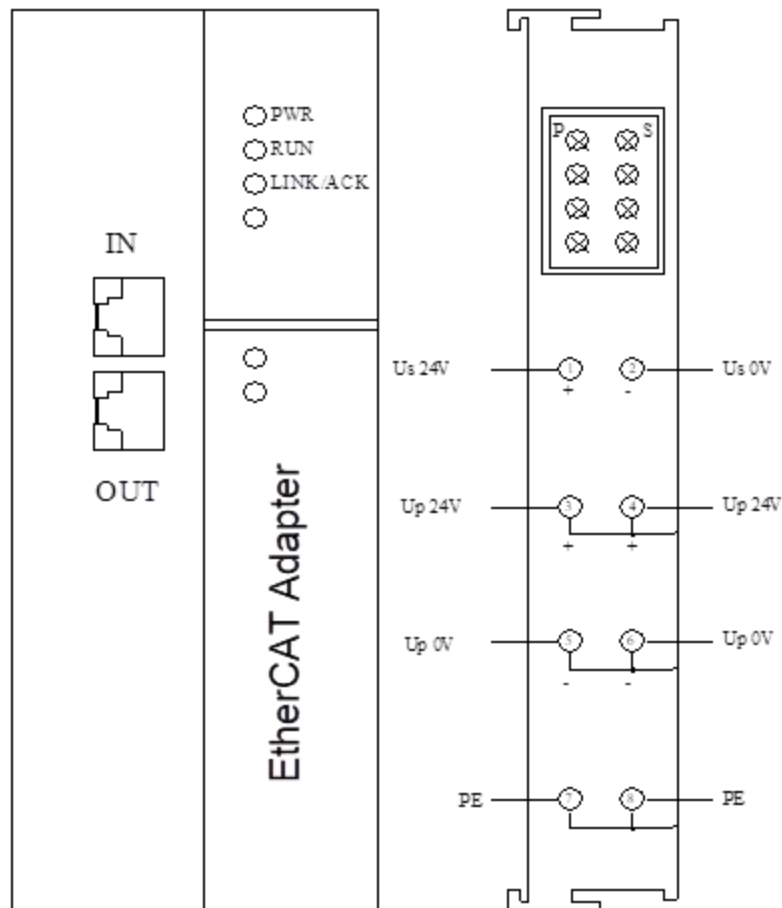 PWR
RUN
LINK/ACK
IN
OUT
EtherCAT Adapter
P S
Us 24V 1 2 Us 0V
+ -
Up 24V 3 4 Up 24V
+ +
Up 0V 5 6 Up 0V
- -
PE 7 8 PE